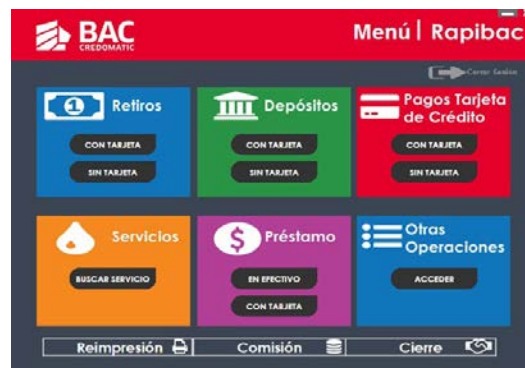 BAC
CREDOMATIC
Menú | Rapibac
Cerrar Sesión
Retiros
CON TARJETA
SIN TARJETA
Depósitos
CON TARJETA
SIN TARJETA
Pagos Tarjeta
de Crédito
CON TARJETA
SIN TARJETA
Servicios
BUSCAR SERVICIO
Préstamo
EN EFECTIVO
CON TARJETA
Otras
Operaciones
ACCEDER
Reimpresión
Comisión
Cierre